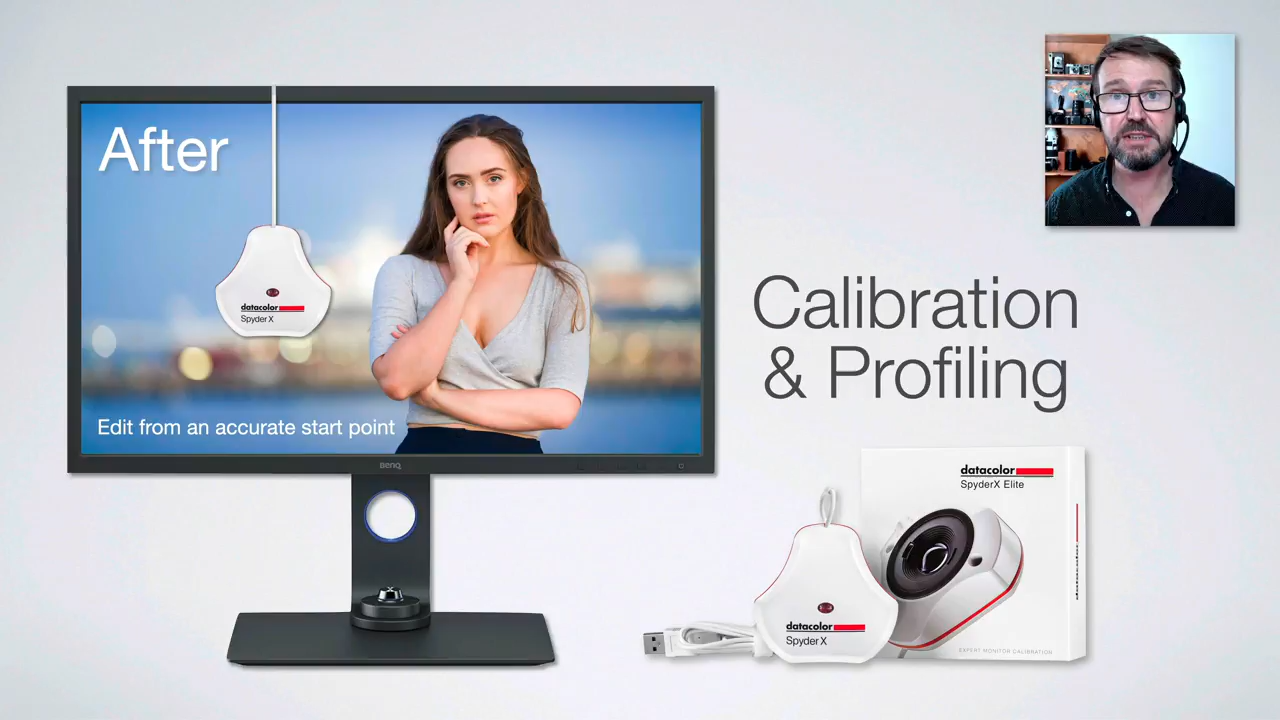 After
datacolor
Spyder X
Edit from an accurate start point
BenQ
Calibration
& Profiling
datacolor
SpyderX Elite
datacolor
datacolor
Spyder X
EXPERT MONITOR CALIBRATION